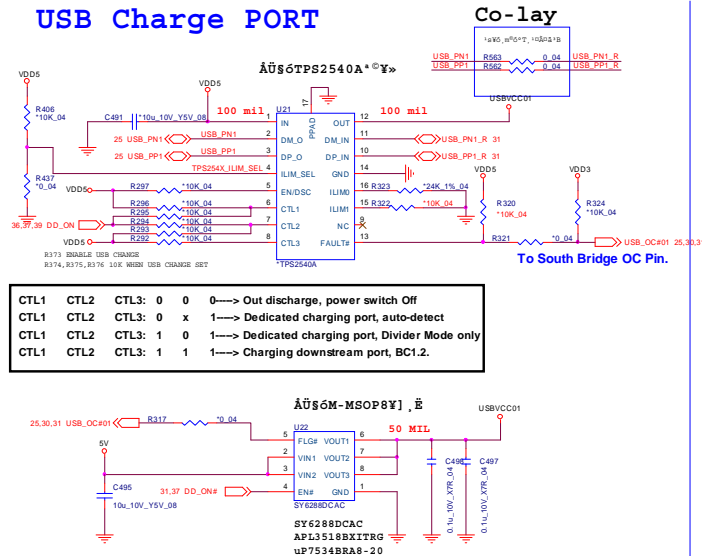 USB Charge PORT
Co-lay
USB_PN1 R563 0_04 USB_PN1_R
USB_PP1 R562 0_04 USB_PP1_R
USBVCC01
VDD5
VDD5
R406
*10K_04
C491 *10u_10V_Y5V_08
100 mil
U21
17
PPAD
100 mil
1 IN OUT 12
25 USB_PN1 USB_PN1 2 DM_O DM_IN 11 USB_PN1_R 31
25 USB_PP1 USB_PP1 3 DP_O DP_IN 10 USB_PP1_R 31
TPS254X_ILIM_SEL 4 ILIM_SEL GND 14
R437
*0_04
VDD5 R297 *10K_04 5 EN/DSC ILIM0 16 R323 *24K_1%_04
R296 *10K_04 6 CTL1 ILIM1 15 R322 *10K_04
R295 *10K_04
36,37,39 DD_ON R294 *10K_04 7 CTL2 NC 9
R293 *10K_04
VDD5 R292 *10K_04 8 CTL3 FAULT# 13
*TPS2540A
VDD5
R320
*10K_04
VDD3
R324
*10K_04
R321 *0_04 USB_OC#01 25,30,3
To South Bridge OC Pin.
R373 ENABLE USB CHANGE
R374,R375,R376 10K WHEN USB CHANGE SET
CTL1 CTL2 CTL3: 0 0 0----> Out discharge, power switch Off
CTL1 CTL2 CTL3: 0 x 1----> Dedicated charging port, auto-detect
CTL1 CTL2 CTL3: 1 0 1----> Dedicated charging port, Divider Mode only
CTL1 CTL2 CTL3: 1 1 1----> Charging downstream port, BC1.2.
25,30,31 USB_OC#01 R317 *0_04
U22
USBVCC01
50 MIL
5 FLG# VOUT1 6
5V
2 VIN1 VOUT2 7
3 VIN2 VOUT3 8
31,37 DD_ON# 4 EN# GND 1
SY6288DCAC
C495
10u_10V_Y5V_08
0.1u_10V_X7R_04
C497
0.1u_10V_X7R_04
SY6288DCAC
APL3518BXITRG
uP7534BRA8-20